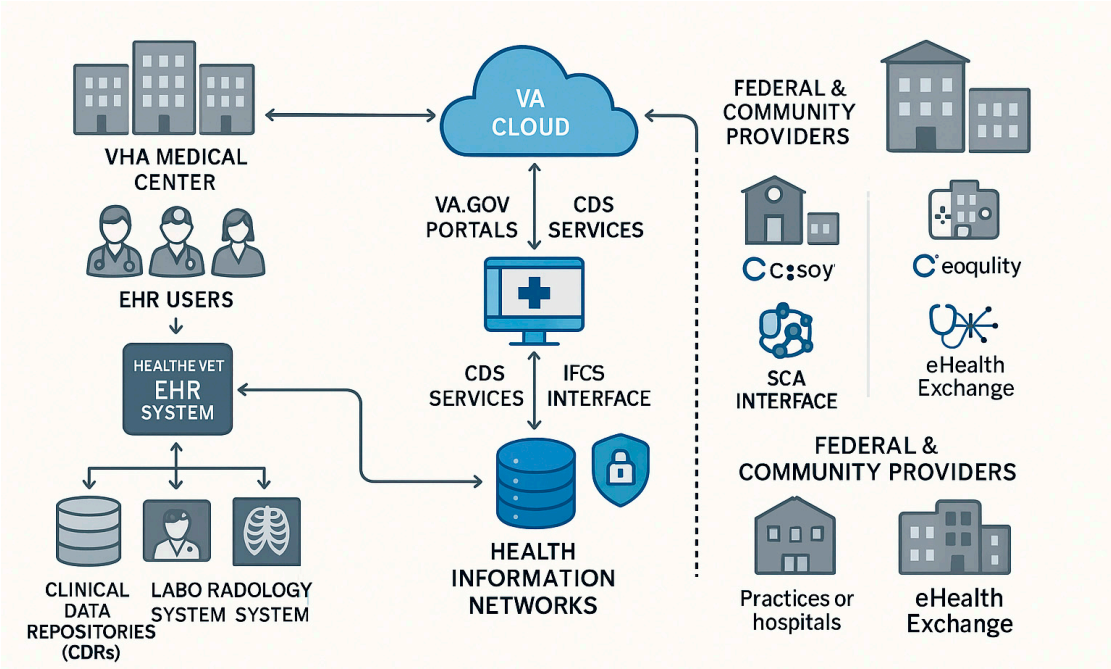 VHA MEDICAL
CENTER
EHR USERS
HEALTHEVET
EHR
SYSTEM
CLINICAL
DATA
REPOSITORIES
(CDRs)
LABO
SYSTEM
RADOLOGY
SYSTEM
VA
CLOUD
VA.GOV
PORTALS
CDS
SERVICES
CDS
SERVICES
IFCS
INTERFACE
HEALTH
INFORMATION
NETWORKS
FEDERAL &
COMMUNITY
PROVIDERS
C:soy
eoqulity
SCA
INTERFACE
eHealth
Exchange
FEDERAL &
COMMUNITY PROVIDERS
Practices or
hospitals
eHealth
Exchange